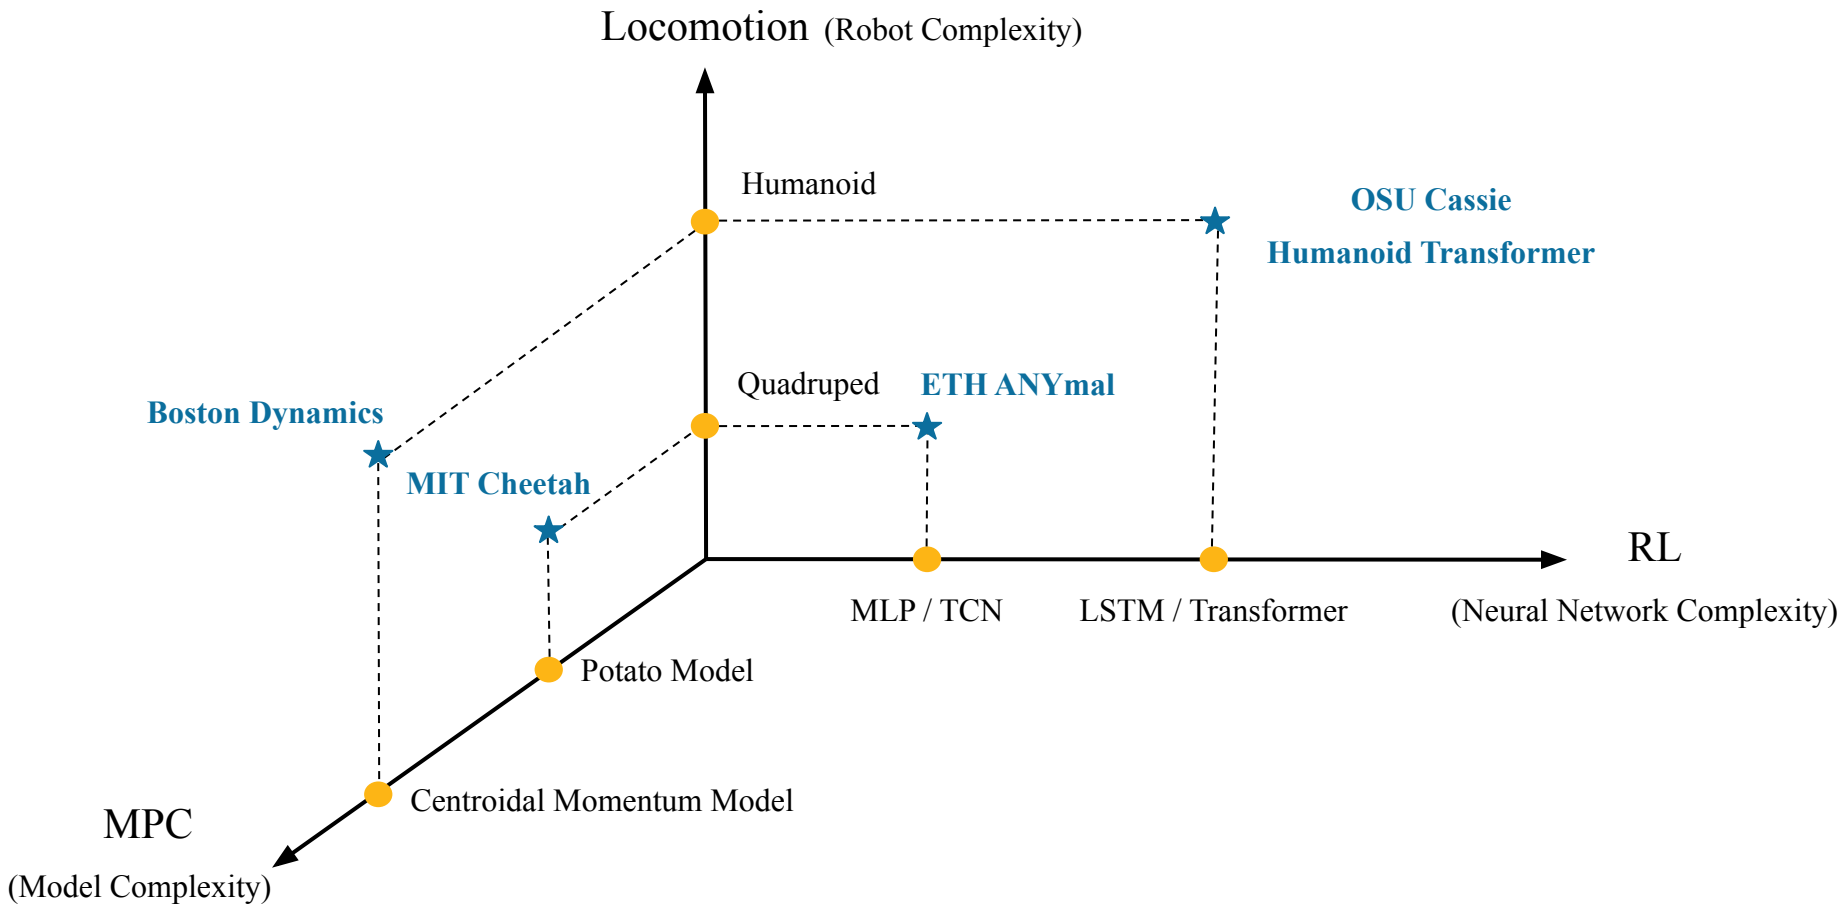 Locomotion (Robot Complexity)
Humanoid
OSU Cassie
Humanoid Transformer
Quadruped
ETH ANYmal
Boston Dynamics
MIT Cheetah
RL
MLP / TCN
LSTM / Transformer
(Neural Network Complexity)
Potato Model
Centroidal Momentum Model
MPC
(Model Complexity)